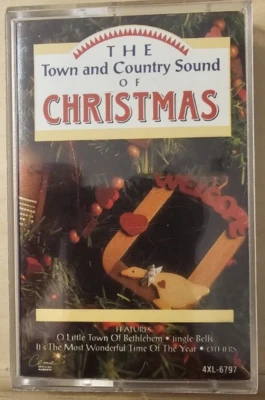 THE
Town and Country Sound
OF
CHRISTMAS
WELCOME
FEATURES
O Little Town Of Bethlehem • Jingle Bells
It's The Most Wonderful Time Of The Year • OTHERS
4XL-6797